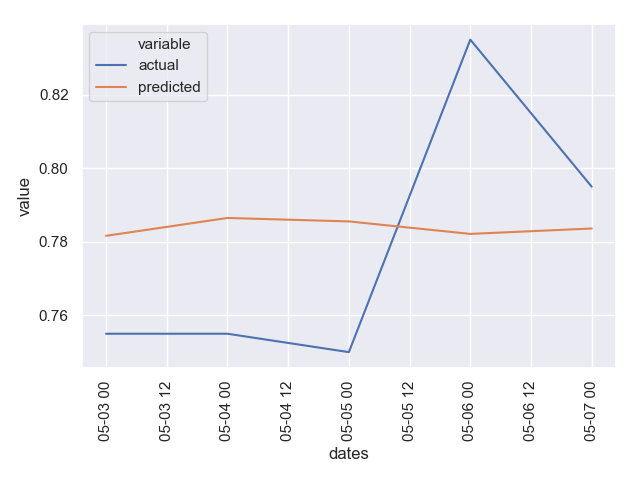 variable
actual
predicted
0.82
0.80
0.78
0.76
value
05-03 00
05-03 12
05-04 00
05-04 12
05-05 00
05-05 12
05-06 00
05-06 12
05-07 00
dates